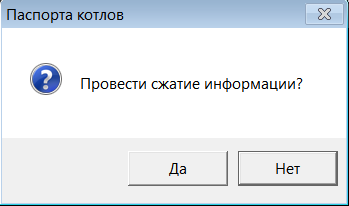 Паспорта котлов
Провести сжатие информации?
Да
Нет